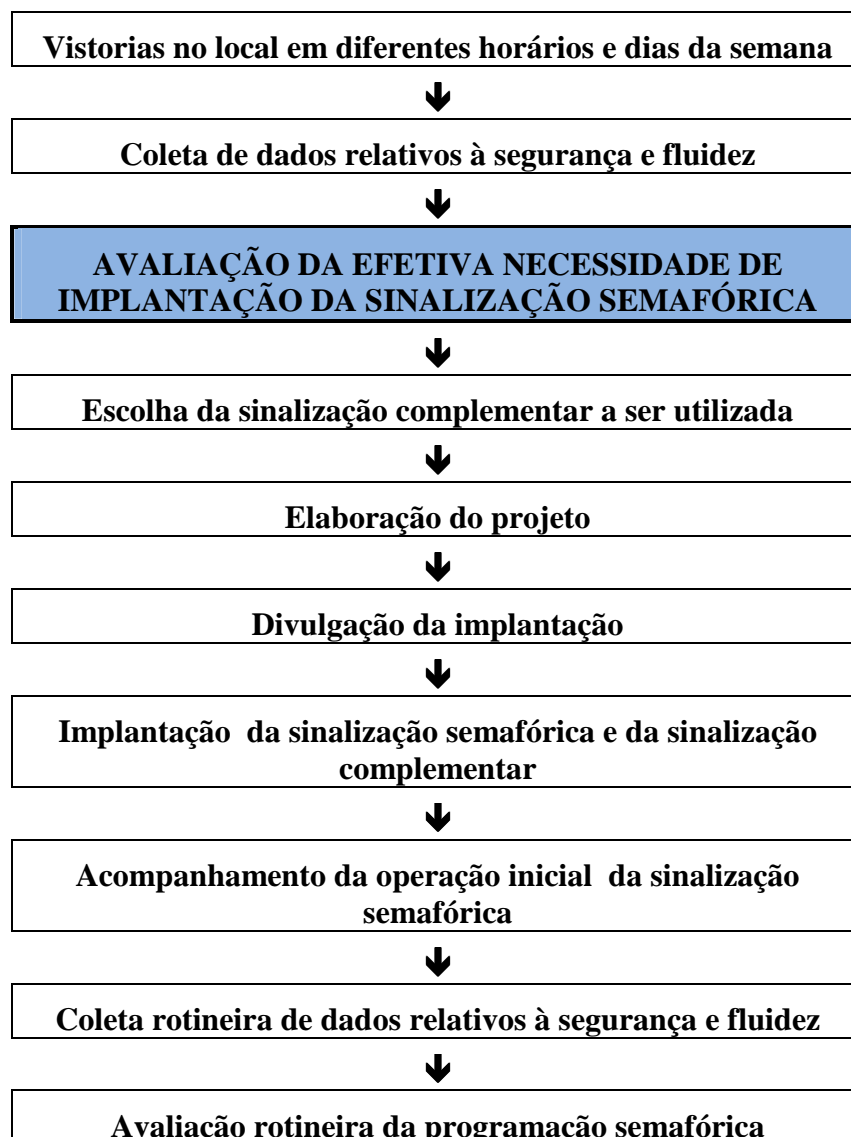 Vistorias no local em diferentes horários e dias da semana
Coleta de dados relativos à segurança e fluidez
AVALIAÇÃO DA EFETIVA NECESSIDADE DE
IMPLANTAÇÃO DA SINALIZAÇÃO SEMAFÓRICA
Escolha da sinalização complementar a ser utilizada
Elaboração do projeto
Divulgação da implantação
Implantação da sinalização semafórica e da sinalização
complementar
Acompanhamento da operação inicial da sinalização
semafórica
Coleta rotineira de dados relativos à segurança e fluidez
Avaliação rotineira da programação semafórica